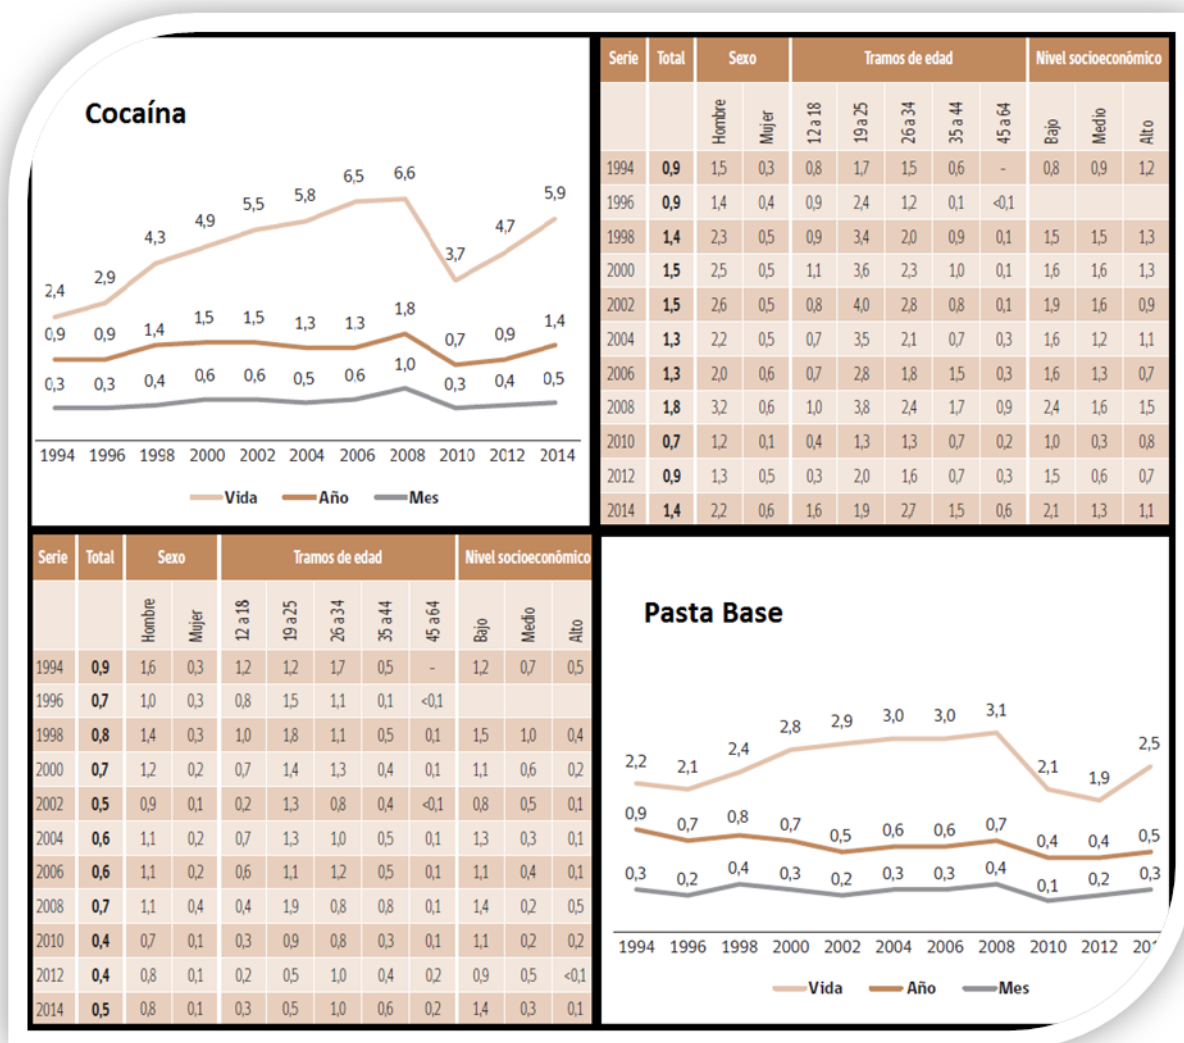 Cocaína
6,5 6,6
5,8 5,9
5,5
4,9
4,3 4,7
3,7
2,9
2,4
0,9 0,9 1,4 1,5 1,5 1,3 1,3 1,8 0,7 0,9 1,4
0,3 0,3 0,4 0,6 0,6 0,5 0,6 1,0 0,3 0,4 0,5
1994 1996 1998 2000 2002 2004 2006 2008 2010 2012 2014
Vida Año Mes
Serie Total Sexo Tramos de edad Nivel socioeconômico
Hombre Mujer 12 a 18 19 a 25 26 a 34 35 a 44 45 a 64 Bajo Medio Alto
1994 0,9 1,5 0,3 0,8 1,7 1,5 0,6 - 0,8 0,9 1,2
1996 0,9 1,4 0,4 0,9 2,4 1,2 0,1 <0,1
1998 1,4 2,3 0,5 0,9 3,4 2,0 0,9 0,1 1,5 1,5 1,3
2000 1,5 2,5 0,5 1,1 3,6 2,3 1,0 0,1 1,6 1,6 1,3
2002 1,5 2,6 0,5 0,8 4,0 2,8 0,8 0,1 1,9 1,6 0,9
2004 1,3 2,2 0,5 0,7 3,5 2,1 0,7 0,3 1,6 1,2 1,1
2006 1,3 2,0 0,6 0,7 2,8 1,8 1,5 0,3 1,6 1,3 0,7
2008 1,8 3,2 0,6 1,0 3,8 2,4 1,7 0,9 2,4 1,6 1,5
2010 0,7 1,2 0,1 0,4 1,3 1,3 0,7 0,2 1,0 0,3 0,8
2012 0,9 1,3 0,5 0,3 2,0 1,6 0,7 0,3 1,5 0,6 0,7
2014 1,4 2,2 0,6 1,6 1,9 2,7 1,5 0,6 2,1 1,3 1,1
Serie Total Sexo Tramos de edad Nivel socioeconômico
Hombre Mujer 12 a 18 19 a 25 26 a 34 35 a 44 45 a 64 Bajo Medio Alto
1994 0,9 1,6 0,3 1,2 1,2 1,7 0,5 - 1,2 0,7 0,5
1996 0,7 1,0 0,3 0,8 1,5 1,1 0,1 <0,1
1998 0,8 1,4 0,3 1,0 1,8 1,1 0,5 0,1 1,5 1,0 0,4
2000 0,7 1,2 0,2 0,7 1,4 1,3 0,4 0,1 1,1 0,6 0,2
2002 0,5 0,9 0,1 0,2 1,3 0,8 0,4 <0,1 0,8 0,5 0,1
2004 0,6 1,1 0,2 0,7 1,3 1,0 0,5 0,1 1,3 0,3 0,1
2006 0,6 1,1 0,2 0,6 1,1 1,2 0,5 0,1 1,1 0,4 0,1
2008 0,7 1,1 0,4 0,4 1,9 0,8 0,8 0,1 1,4 0,2 0,5
2010 0,4 0,7 0,1 0,3 0,9 0,8 0,3 0,1 1,1 0,2 0,2
2012 0,4 0,8 0,1 0,2 0,5 1,0 0,4 0,2 0,9 0,5 <0,1
2014 0,5 0,8 0,1 0,3 0,5 1,0 0,6 0,2 1,4 0,3 0,1
Pasta Base
2,2 2,1 2,4 2,8 2,9 3,0 3,0 3,1 2,1 1,9 2,5
0,9 0,7 0,8 0,7 0,5 0,6 0,6 0,7 0,4 0,4 0,5
0,3 0,2 0,4 0,3 0,2 0,3 0,3 0,4 0,1 0,2 0,3
1994 1996 1998 2000 2002 2004 2006 2008 2010 2012
Vida Año Mes